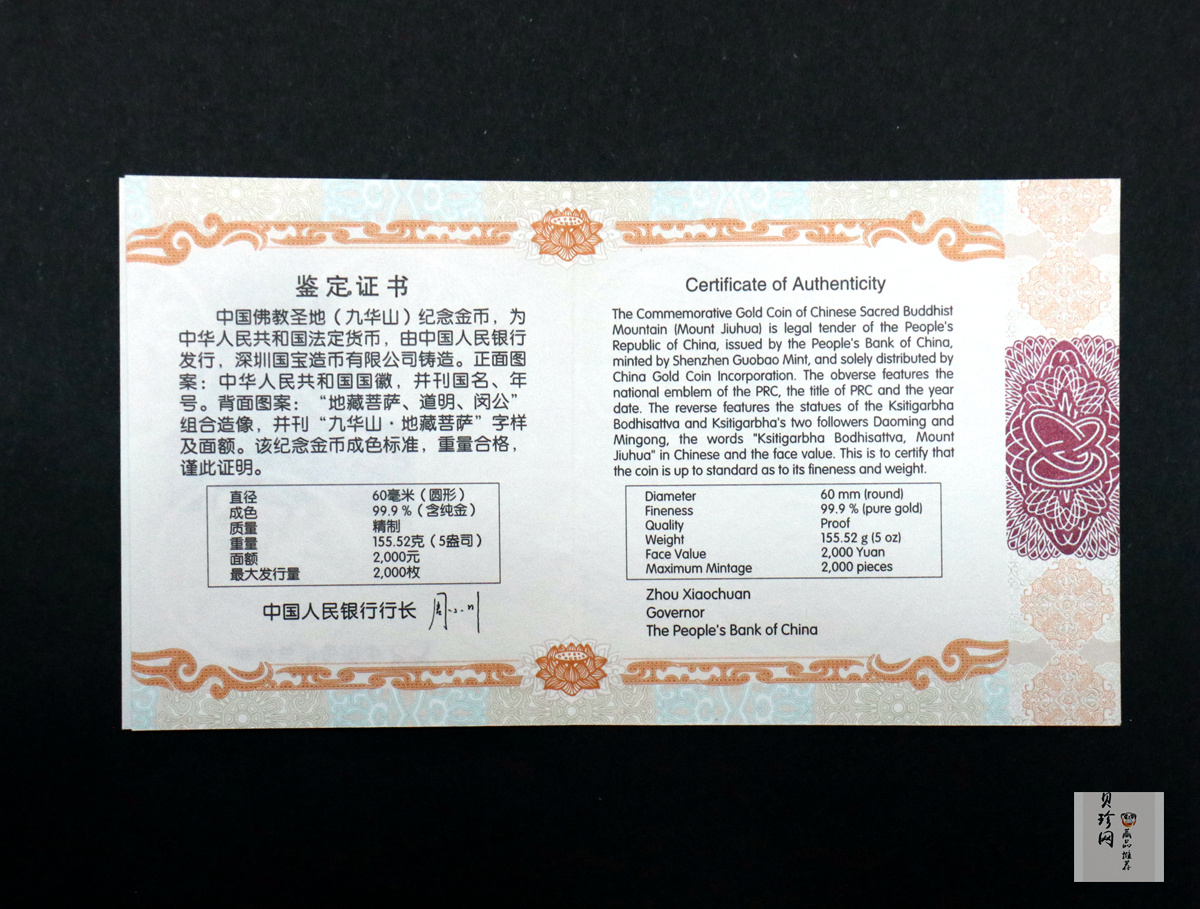 鉴定证书
中国佛教圣地（九华山）纪念金币，为
中华人民共和国法定货币，由中国人民银行
发行，深圳国宝造币有限公司铸造。正面图
案：中华人民共和国国徽，并刊国名、年
号。背面图案：“地藏菩萨、道明、闵公”
组合造像，并刊“九华山·地藏菩萨”字样
及面额。该纪念金币成色标准，重量合格，
谨此证明。
直径 60毫米（圆形）
成色 99.9％（含纯金）
质量 精制
重量 155.52克（5盎司）
面额 2,000元
最大发行量 2,000枚
中国人民银行行长
Certificate of Authenticity
The Commemorative Gold Coin of Chinese Sacred Buddhist
Mountain (Mount Jiuhua) is legal tender of the People's
Republic of China, issued by the People's Bank of China,
minted by Shenzhen Guobao Mint, and solely distributed by
China Gold Coin Incorporation. The obverse features the
national emblem of the PRC, the title of PRC and the year
date. The reverse features the statues of the Ksitigarbha
Bodhisattva and Ksitigarbha's two followers Daoming and
Mingong, the words "Ksitigarbha Bodhisattva, Mount
Jiuhua" in Chinese and the face value. This is to certify that
the coin is up to standard as to its fineness and weight.
Diameter 60 mm (round)
Fineness 99.9 % (pure gold)
Quality Proof
Weight 155.52 g (5 oz)
Face Value 2,000 Yuan
Maximum Mintage 2,000 pieces
Zhou Xiaochuan
Governor
The People's Bank of China
贝珍网
藏品推荐